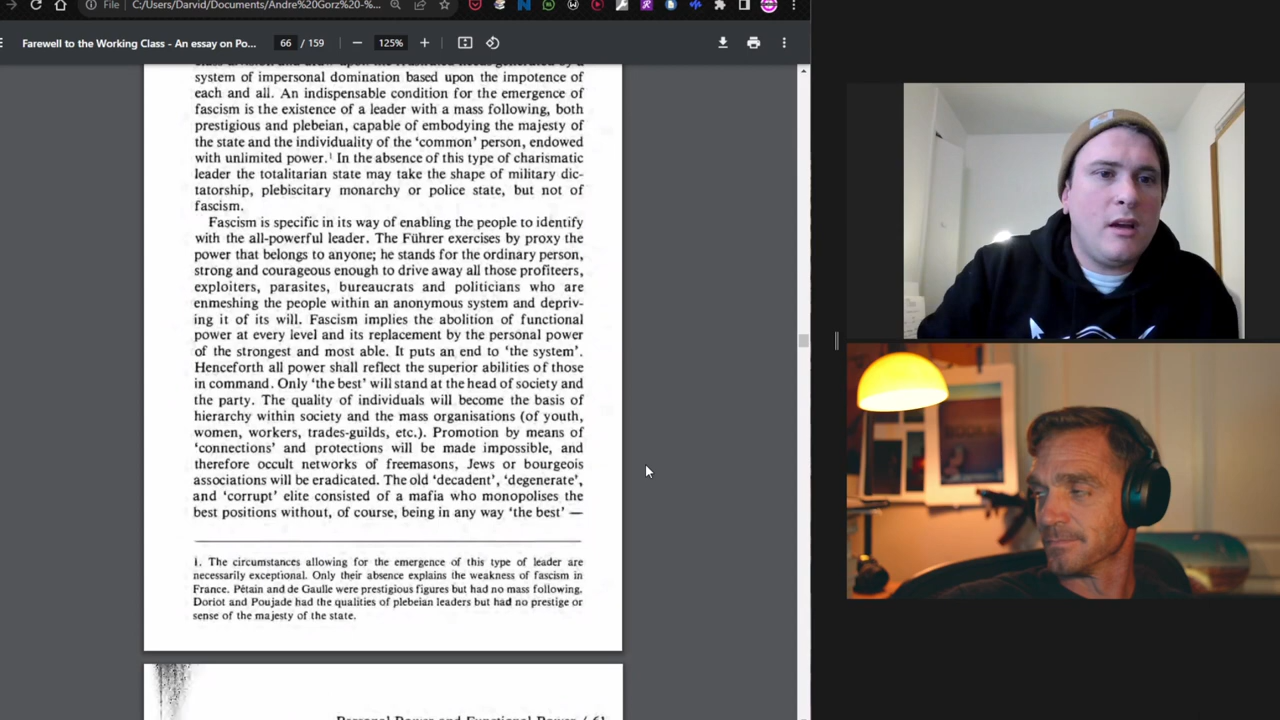 File
C:/Users/Darvid/Documents/Andre%20Gorz%20-%...
Farewell to the Working Class - An essay on Po...
66 / 159
125%
system of impersonal domination based upon the impotence of
each and all. An indispensable condition for the emergence of
fascism is the existence of a leader with a mass following, both
prestigious and plebeian, capable of embodying the majesty of
the state and the individuality of the ‘common’ person, endowed
with unlimited power.¹ In the absence of this type of charismatic
leader the totalitarian state may take the shape of military dic-
tatorship, plebiscitary monarchy or police state, but not of
fascism.
Fascism is specific in its way of enabling the people to identify
with the all-powerful leader. The Führer exercises by proxy the
power that belongs to anyone; he stands for the ordinary person,
strong and courageous enough to drive away all those profiteers,
exploiters, parasites, bureaucrats and politicians who are
enmeshing the people within an anonymous system and depriv-
ing it of its will. Fascism implies the abolition of functional
power at every level and its replacement by the personal power
of the strongest and most able. It puts an end to ‘the system’.
Henceforth all power shall reflect the superior abilities of those
in command. Only ‘the best’ will stand at the head of society and
the party. The quality of individuals will become the basis of
hierarchy within society and the mass organisations (of youth,
women, workers, trades-guilds, etc.). Promotion by means of
‘connections’ and protections will be made impossible, and
therefore occult networks of freemasons, Jews or bourgeois
associations will be eradicated. The old ‘decadent’, ‘degenerate’,
and ‘corrupt’ elite consisted of a mafia who monopolises the
best positions without, of course, being in any way ‘the best’ —
1. The circumstances allowing for the emergence of this type of leader are
necessarily exceptional. Only their absence explains the weakness of fascism in
France. Pétain and de Gaulle were prestigious figures but had no mass following.
Doriot and Poujade had the qualities of plebeian leaders but had no prestige or
sense of the majesty of the state.
Personal Power and Functional Power / 61